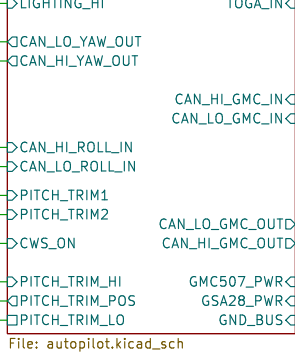 LIGHTING_HI
TOGA_IN
CAN_LO_YAW_OUT
CAN_HI_YAW_OUT
CAN_HI_GMC_IN
CAN_LO_GMC_IN
CAN_HI_ROLL_IN
CAN_LO_ROLL_IN
PITCH_TRIM1
PITCH_TRIM2
CAN_LO_GMC_OUT
CWS_ON
CAN_HI_GMC_OUT
PITCH_TRIM_HI
GMC507_PWR
PITCH_TRIM_POS
GSA28_PWR
PITCH_TRIM_LO
GND_BUS
File: autopilot.kicad_sch